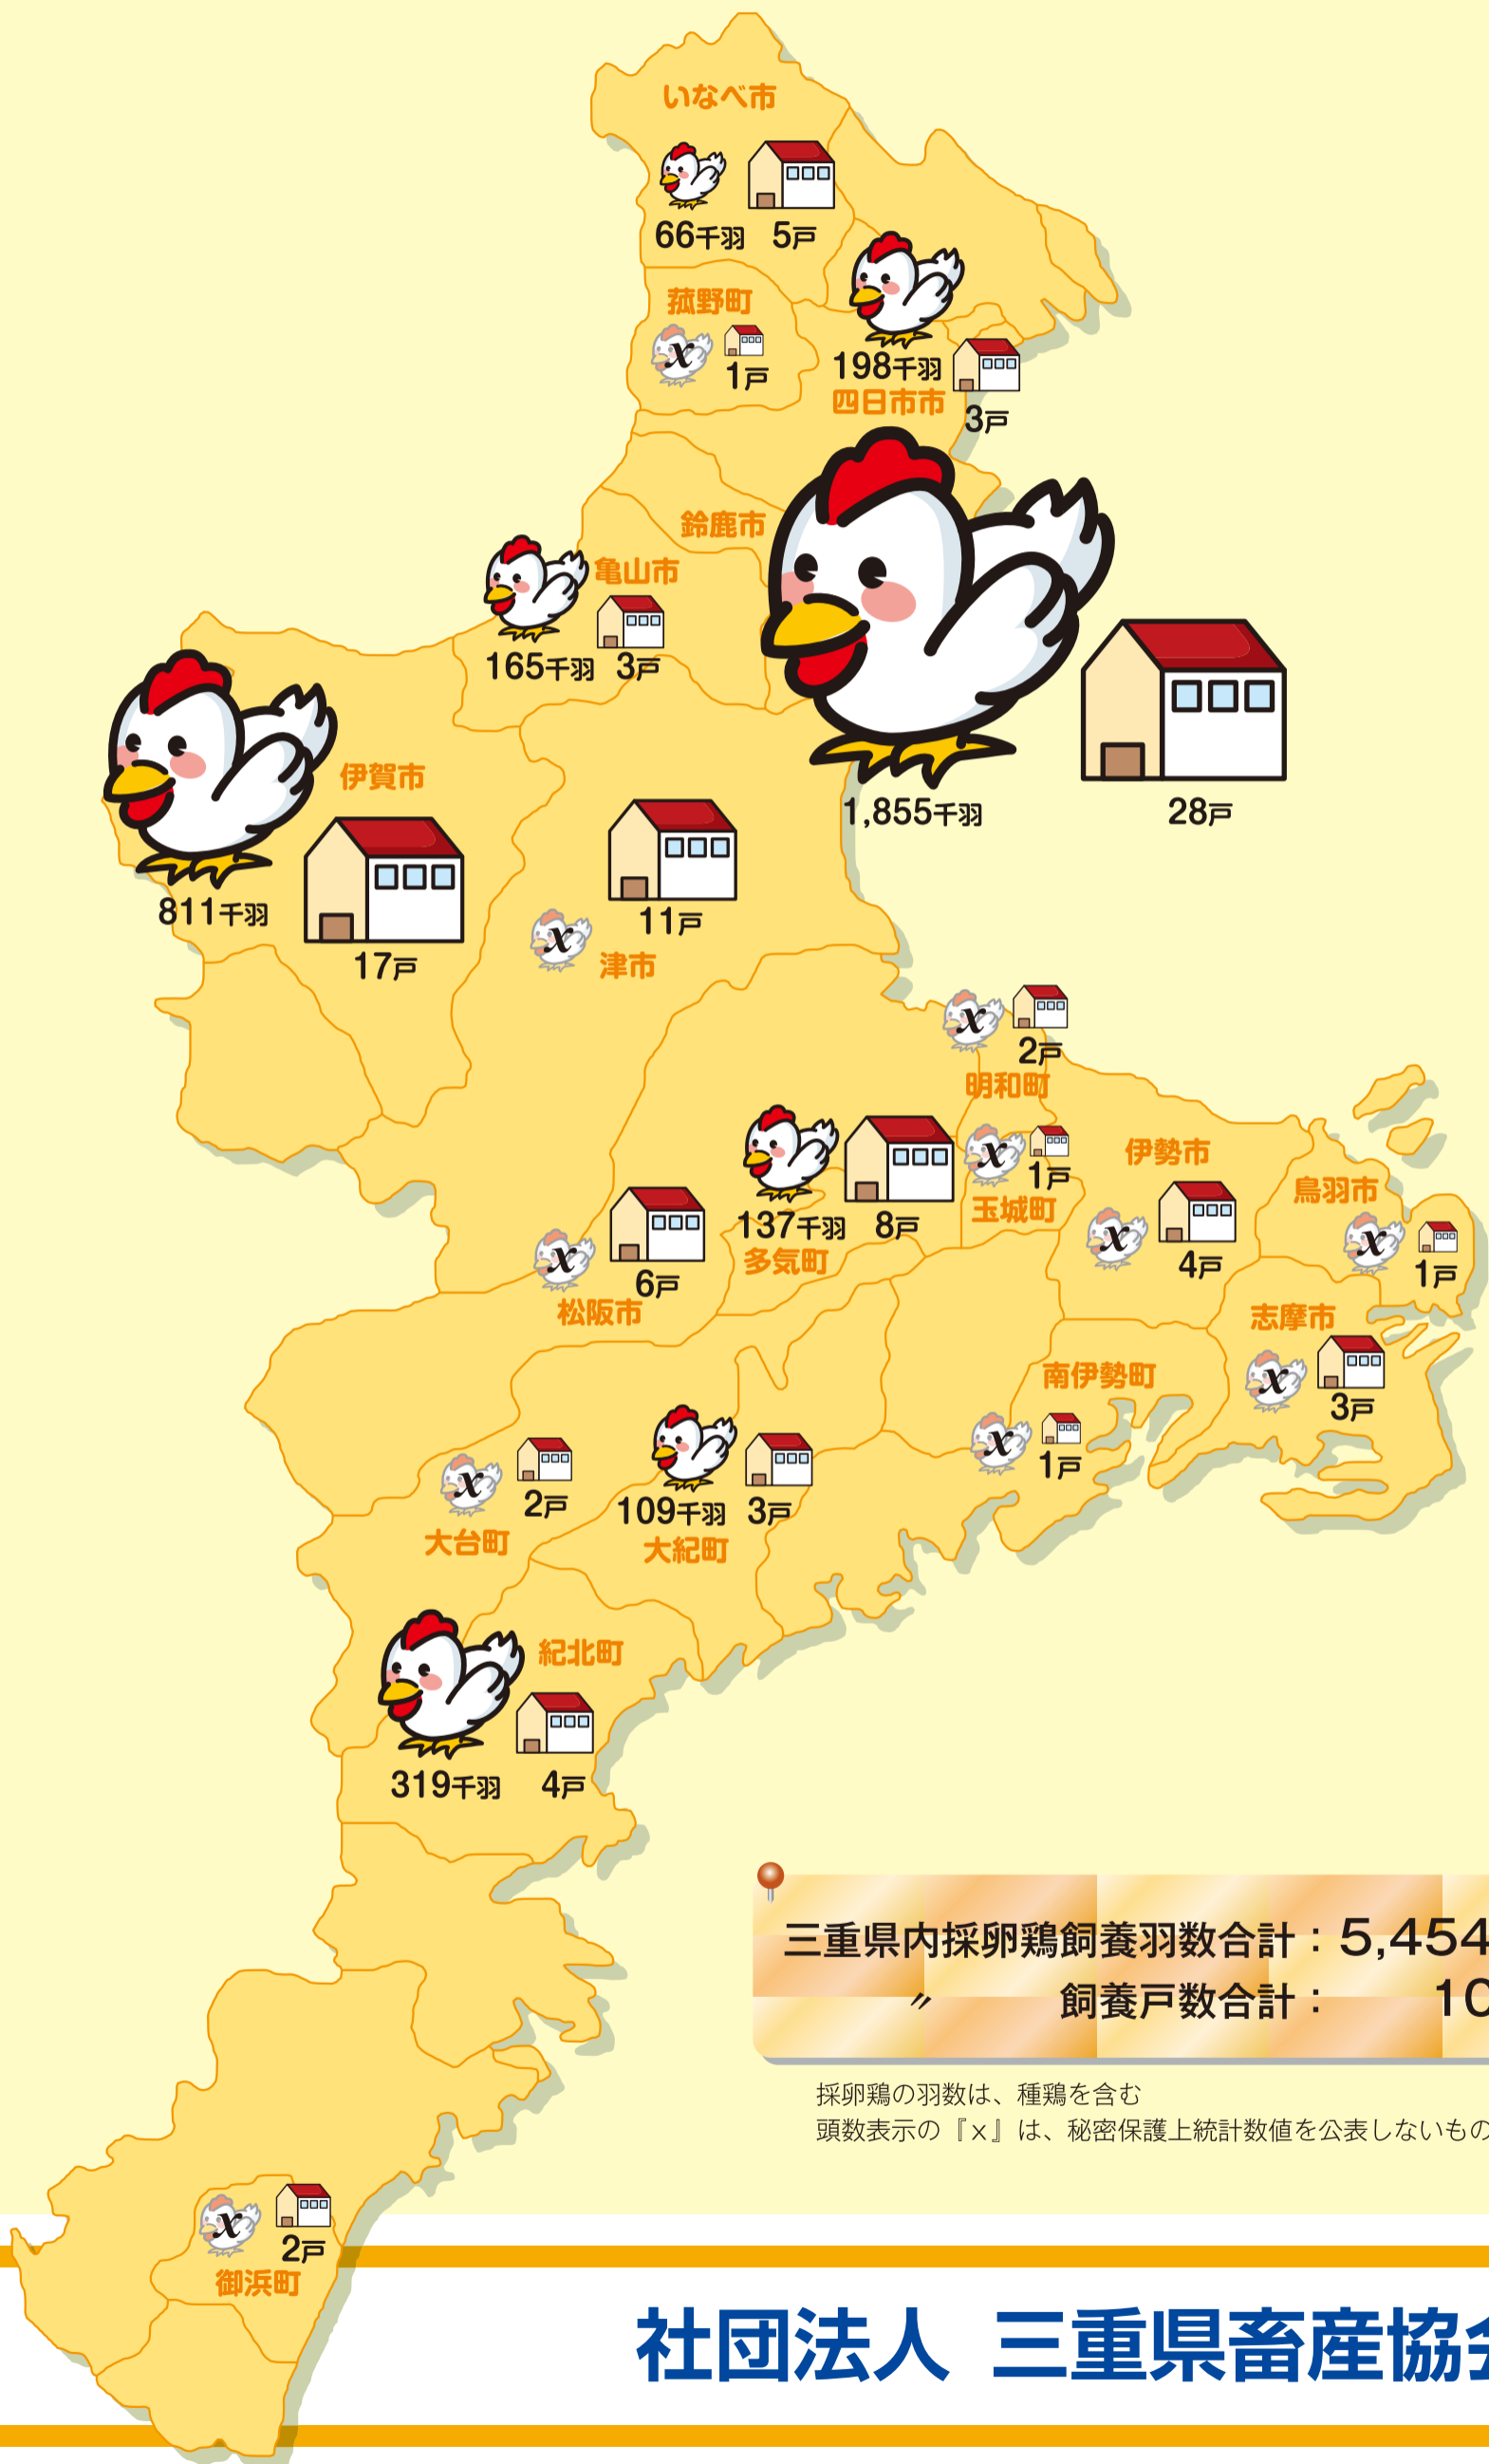 いなべ市
66千羽 5戸
菰野町
x
1戸
198千羽
四日市市
3戸
鈴鹿市
1,855千羽 28戸
亀山市
165千羽 3戸
伊賀市
811千羽
17戸
11戸
x
津市
x
2戸
明和町
137千羽 8戸
多気町
x
1戸
玉城町
伊勢市
x
4戸
鳥羽市
x
1戸
x
6戸
松阪市
志摩市
x
3戸
南伊勢町
x
1戸
x
2戸
大台町
109千羽 3戸
大紀町
紀北町
319千羽 4戸
三重県内採卵鶏飼養羽数合計：5,454
〃 飼養戸数合計： 10
採卵鶏の羽数は、種鶏を含む
頭数表示の『x』は、秘密保護上統計数値を公表しないもの
x
2戸
御浜町
社団法人 三重県畜産協会